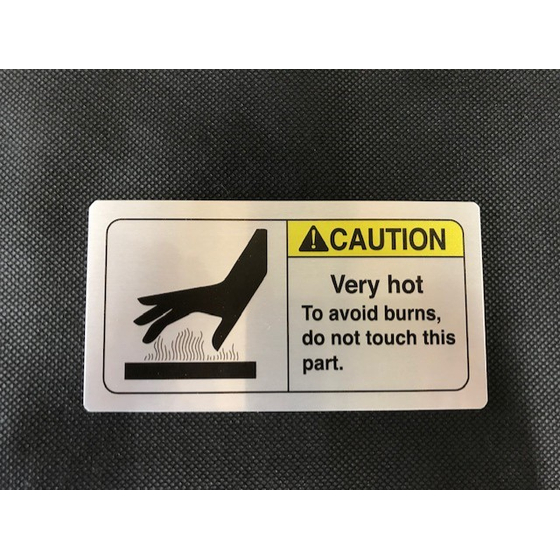 CAUTION
Very hot
To avoid burns,
do not touch this
part.